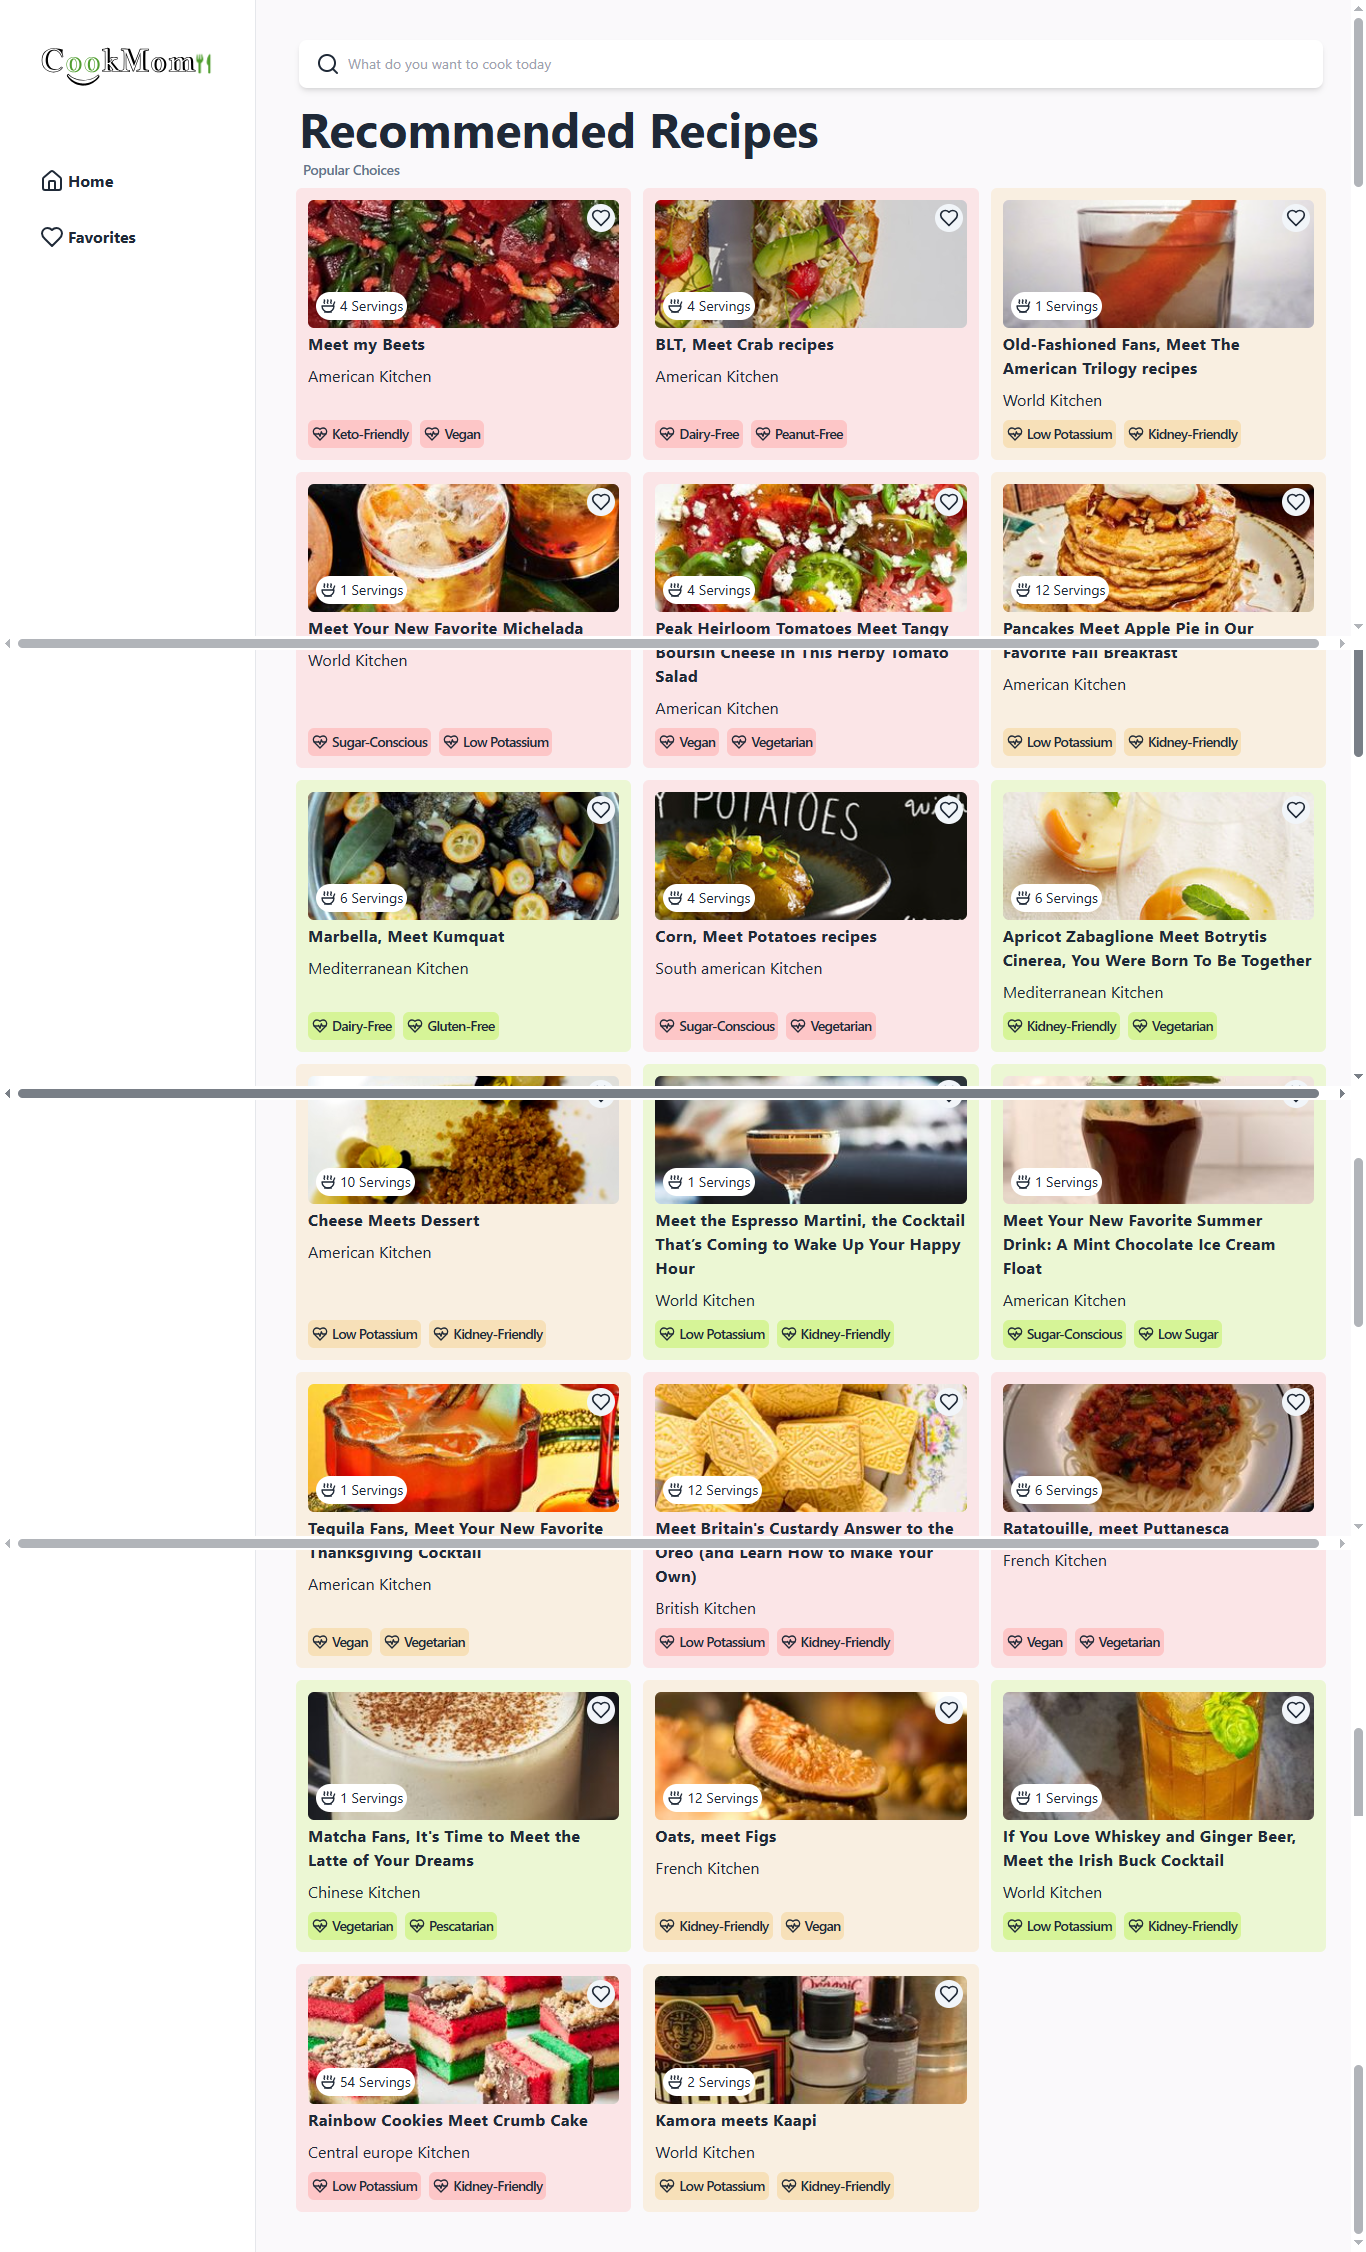 CookMom
Home
Favorites
What do you want to cook today
Recommended Recipes
Popular Choices
4 Servings
Meet my Beets
American Kitchen
Keto-Friendly
Vegan
4 Servings
BLT, Meet Crab recipes
American Kitchen
Dairy-Free
Peanut-Free
1 Servings
Old-Fashioned Fans, Meet The
American Trilogy recipes
World Kitchen
Low Potassium
Kidney-Friendly
1 Servings
Meet Your New Favorite Michelada
World Kitchen
Sugar-Conscious
Low Potassium
4 Servings
Peak Heirloom Tomatoes Meet Tangy
Boursin Cheese in This Herby Tomato
Salad
American Kitchen
Vegan
Vegetarian
12 Servings
Pancakes Meet Apple Pie in Our
Favorite Fall Breakfast
American Kitchen
Low Potassium
Kidney-Friendly
6 Servings
Marbella, Meet Kumquat
Mediterranean Kitchen
Dairy-Free
Gluten-Free
Y POTATOES
4 Servings
Corn, Meet Potatoes recipes
South american Kitchen
Sugar-Conscious
Vegetarian
6 Servings
Apricot Zabaglione Meet Botrytis
Cinerea, You Were Born To Be Together
Mediterranean Kitchen
Kidney-Friendly
Vegetarian
10 Servings
Cheese Meets Dessert
American Kitchen
Low Potassium
Kidney-Friendly
1 Servings
Meet the Espresso Martini, the Cocktail
That’s Coming to Wake Up Your Happy
Hour
World Kitchen
Low Potassium
Kidney-Friendly
1 Servings
Meet Your New Favorite Summer
Drink: A Mint Chocolate Ice Cream
Float
American Kitchen
Sugar-Conscious
Low Sugar
1 Servings
Tequila Fans, Meet Your New Favorite
Thanksgiving Cocktail
American Kitchen
Vegan
Vegetarian
12 Servings
Meet Britain's Custardy Answer to the
Oreo (and Learn How to Make Your
Own)
British Kitchen
Low Potassium
Kidney-Friendly
6 Servings
Ratatouille, meet Puttanesca
French Kitchen
Vegan
Vegetarian
1 Servings
Matcha Fans, It's Time to Meet the
Latte of Your Dreams
Chinese Kitchen
Vegetarian
Pescatarian
12 Servings
Oats, meet Figs
French Kitchen
Kidney-Friendly
Vegan
1 Servings
If You Love Whiskey and Ginger Beer,
Meet the Irish Buck Cocktail
World Kitchen
Low Potassium
Kidney-Friendly
54 Servings
Rainbow Cookies Meet Crumb Cake
Central europe Kitchen
Low Potassium
Kidney-Friendly
2 Servings
Kamora meets Kaapi
World Kitchen
Low Potassium
Kidney-Friendly